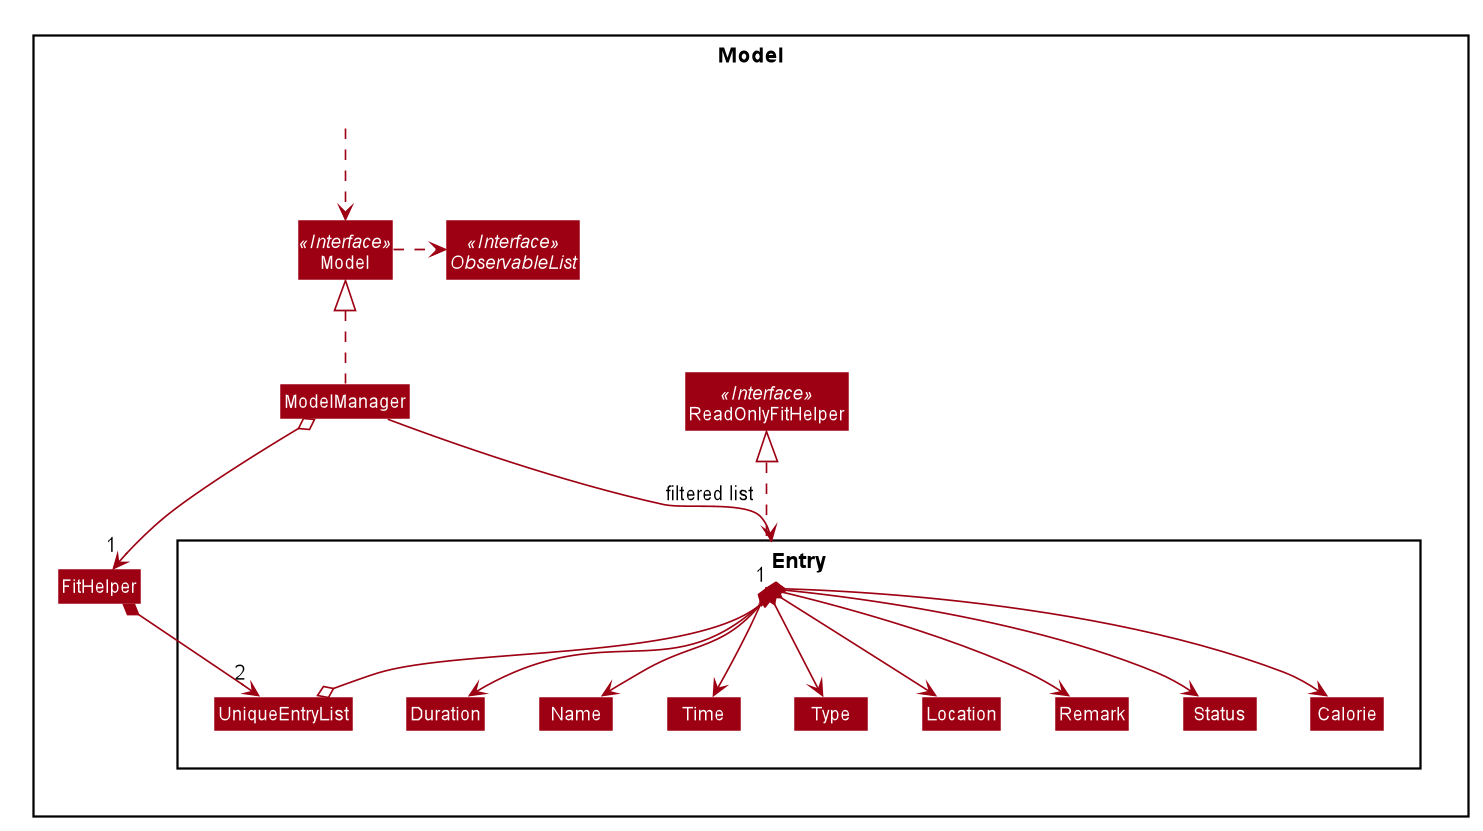 Model
«Interface»
Model
«Interface»
ObservableList
ModelManager
«Interface»
ReadOnlyFitHelper
filtered list
1
FitHelper
Entry
1
2
UniqueEntryList
Duration
Name
Time
Type
Location
Remark
Status
Calorie